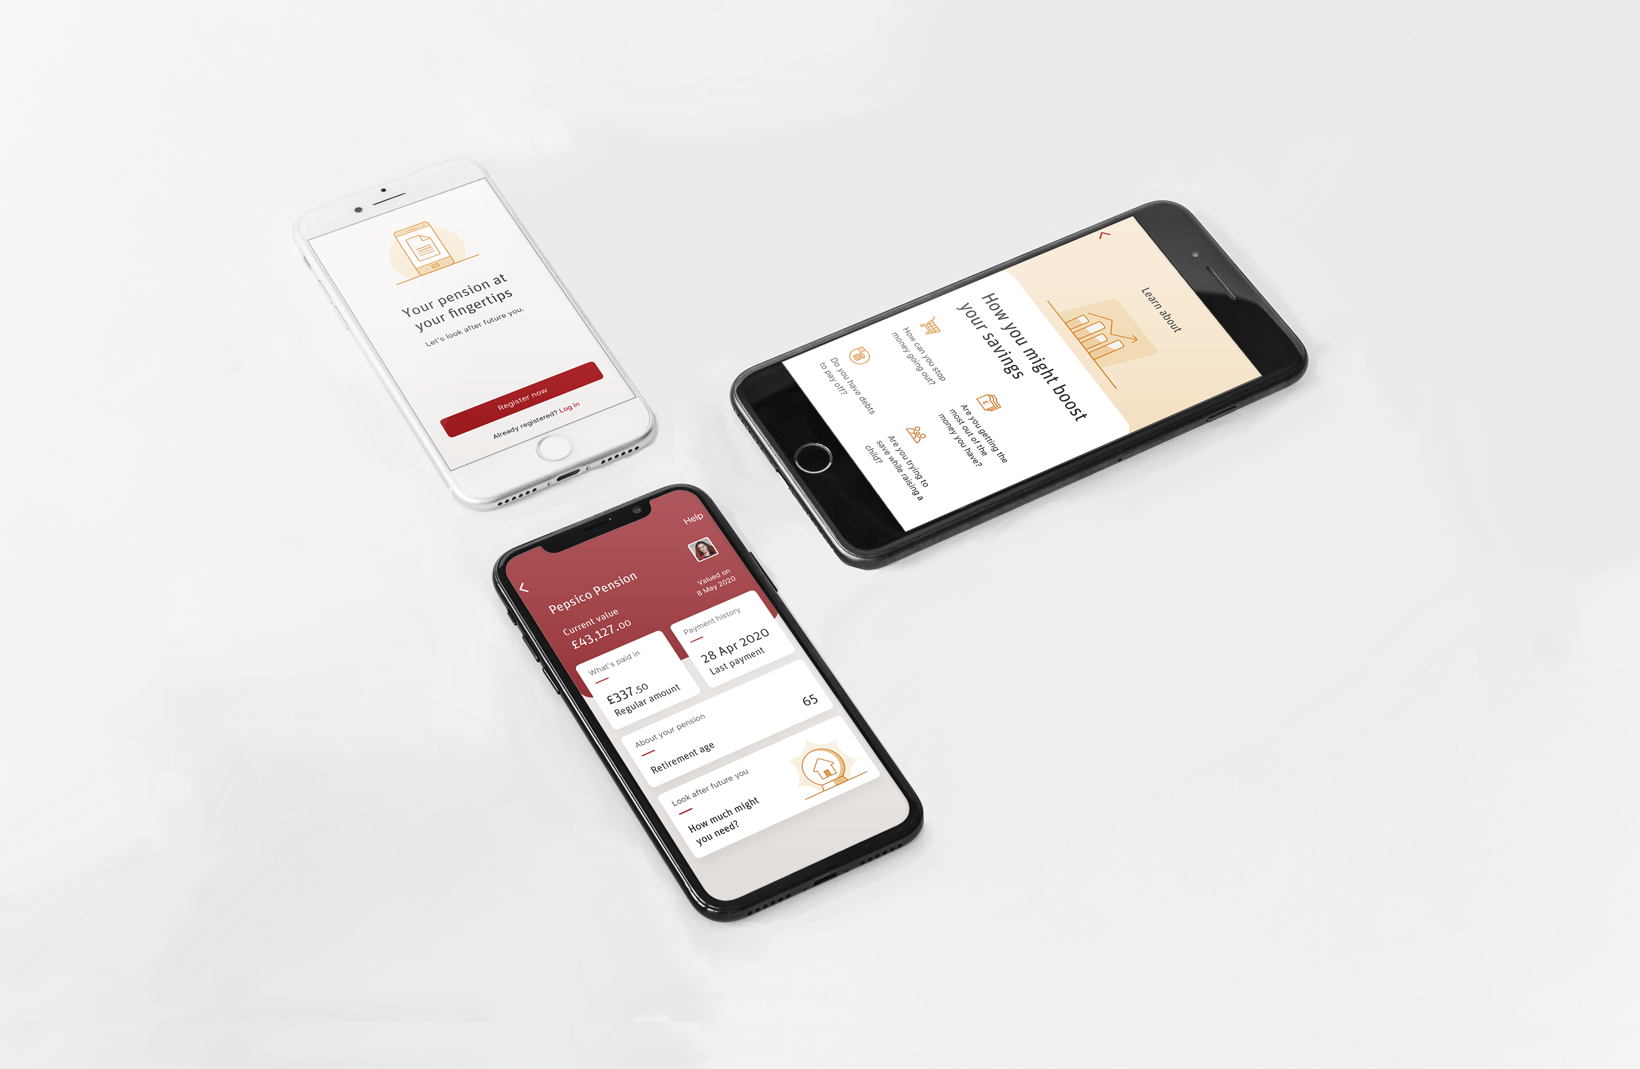 Your pension at
your fingertips
Let's look after future you.
Register now
Already registered? Log in
Learn about
How you might boost
your savings
How can you stop
money going out?
Are you getting the
most out of the
money you have?
Do you have debts
to pay off?
Are you trying to
save while raising a
child?
Help
Pepsico Pension
Current value
£43,127.00
Valued on
8 May 2020
What's paid in
£337.50
Regular amount
Payment history
28 Apr 2020
Last payment
About your pension
Retirement age
65
Look after future you
How much might
you need?